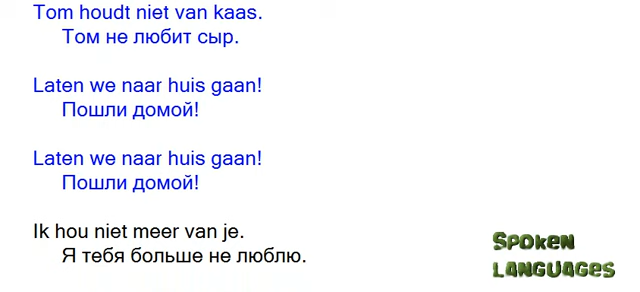 Tom houdt niet van kaas.
Том не любит сыр.
Laten we naar huis gaan!
Пошли домой!
Laten we naar huis gaan!
Пошли домой!
Ik hou niet meer van je.
Я тебя больше не люблю.
Spoken
Languages